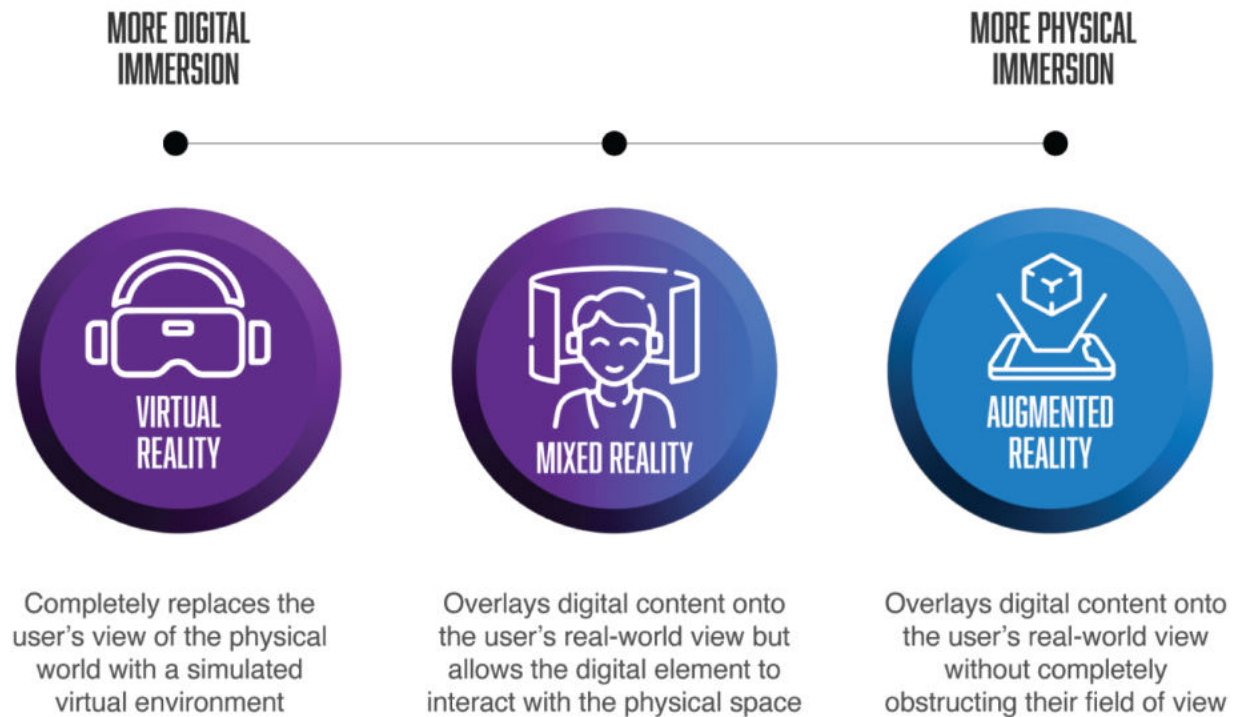 MORE DIGITAL
IMMERSION
MORE PHYSICAL
IMMERSION
VIRTUAL
REALITY
MIXED REALITY
AUGMENTED
REALITY
Completely replaces the
user’s view of the physical
world with a simulated
virtual environment
Overlays digital content onto
the user’s real-world view but
allows the digital element to
interact with the physical space
Overlays digital content onto
the user’s real-world view
without completely
obstructing their field of view